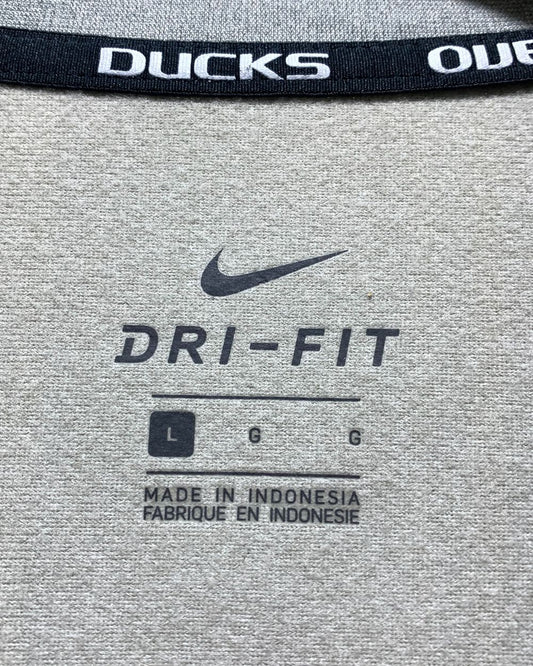 DUCKS
DRI-FIT
L G G
MADE IN INDONESIA
FABRIQUE EN INDONESIE